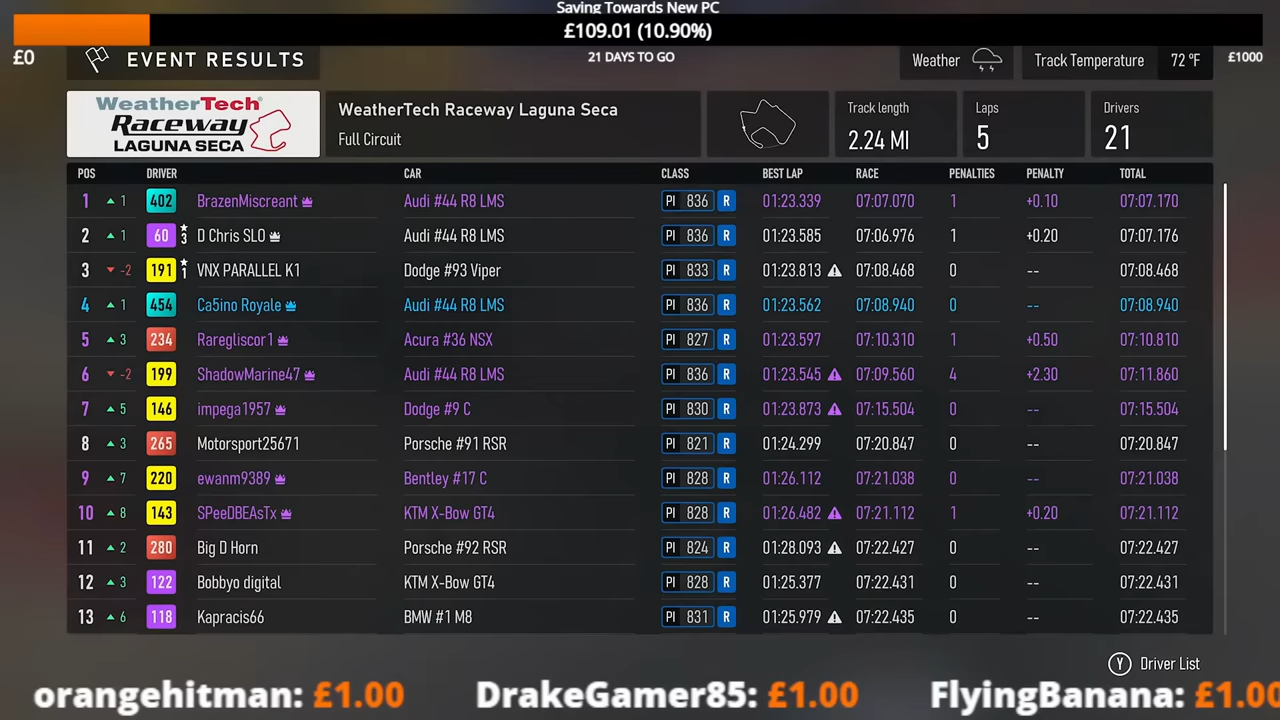 Saving Towards New PC
£109.01 (10.90%)
£0 21 DAYS TO GO £1000
EVENT RESULTS Weather Track Temperature 72 ºF
WeatherTech Raceway LAGUNA SECA
WeatherTech Raceway Laguna Seca
Full Circuit
Track length 2.24 MI
Laps 5
Drivers 21
POS DRIVER CAR CLASS BEST LAP RACE PENALTIES PENALTY TOTAL
1 1 402 BrazenMiscreant Audi #44 R8 LMS PI 836 R 01:23.339 07:07.070 1 +0.10 07:07.170
2 1 60 3 D Chris SLO Audi #44 R8 LMS PI 836 R 01:23.585 07:06.976 1 +0.20 07:07.176
3 -2 191 1 VNX PARALLEL K1 Dodge #93 Viper PI 833 R 01:23.813 07:08.468 0 -- 07:08.468
4 1 454 Ca5ino Royale Audi #44 R8 LMS PI 836 R 01:23.562 07:08.940 0 -- 07:08.940
5 3 234 Raregliscor1 Acura #36 NSX PI 827 R 01:23.597 07:10.310 1 +0.50 07:10.810
6 -2 199 ShadowMarine47 Audi #44 R8 LMS PI 836 R 01:23.545 07:09.560 4 +2.30 07:11.860
7 5 146 impega1957 Dodge #9 C PI 830 R 01:23.873 07:15.504 0 -- 07:15.504
8 3 265 Motorsport25671 Porsche #91 RSR PI 821 R 01:24.299 07:20.847 0 -- 07:20.847
9 7 220 ewanm9389 Bentley #17 C PI 828 R 01:26.112 07:21.038 0 -- 07:21.038
10 8 143 SPeeDBEAsTx KTM X-Bow GT4 PI 828 R 01:26.482 07:21.112 1 +0.20 07:21.112
11 2 280 Big D Horn Porsche #92 RSR PI 824 R 01:28.093 07:22.427 0 -- 07:22.427
12 3 122 Bobbyo digital KTM X-Bow GT4 PI 828 R 01:25.377 07:22.431 0 -- 07:22.431
13 6 118 Kapracis66 BMW #1 M8 PI 831 R 01:25.979 07:22.435 0 -- 07:22.435
Y Driver List
orangehitman: £1.00 DrakeGamer85: £1.00 FlyingBanana: £1.00